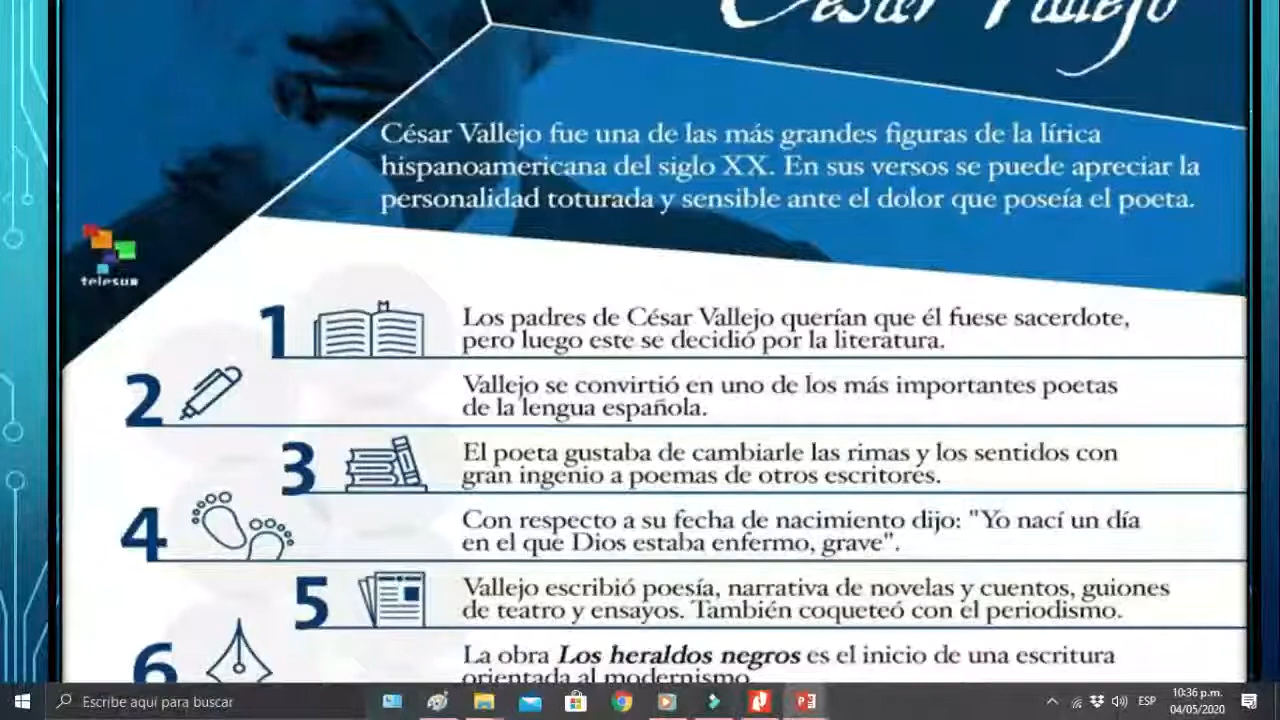 César Vallejo
César Vallejo fue una de las más grandes figuras de la lírica
hispanoamericana del siglo XX. En sus versos se puede apreciar la
personalidad toturada y sensible ante el dolor que poseía el poeta.
telesur
1
Los padres de César Vallejo querían que él fuese sacerdote,
pero luego este se decidió por la literatura.
2
Vallejo se convirtió en uno de los más importantes poetas
de la lengua española.
3
El poeta gustaba de cambiarle las rimas y los sentidos con
gran ingenio a poemas de otros escritores.
4
Con respecto a su fecha de nacimiento dijo: "Yo nací un día
en el que Dios estaba enfermo, grave".
5
Vallejo escribió poesía, narrativa de novelas y cuentos, guiones
de teatro y ensayos. También coqueteó con el periodismo.
6
La obra Los heraldos negros es el inicio de una escritura
orientada al modernismo.
Escribe aquí para buscar
ESP
10:36 p.m.
04/05/2020